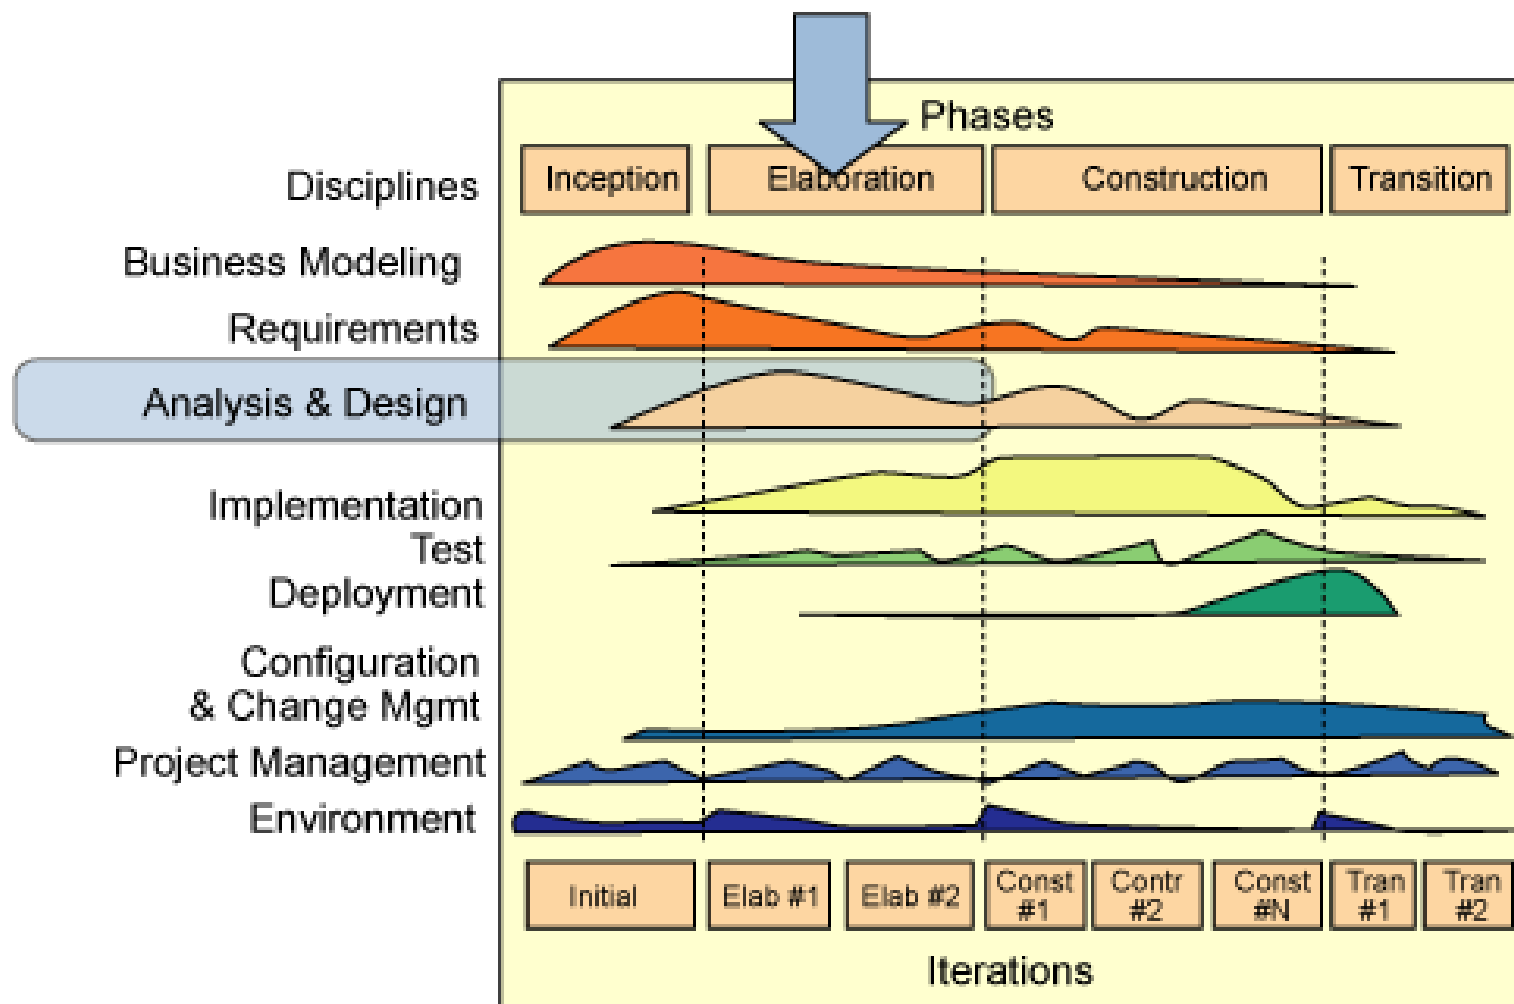 Phases
Disciplines
Inception
Elaboration
Construction
Transition
Business Modeling
Requirements
Analysis & Design
Implementation
Test
Deployment
Configuration
& Change Mgmt
Project Management
Environment
Initial
Elab #1
Elab #2
Const
#1
Contr
#2
Const
#N
Tran
#1
Tran
#2
Iterations